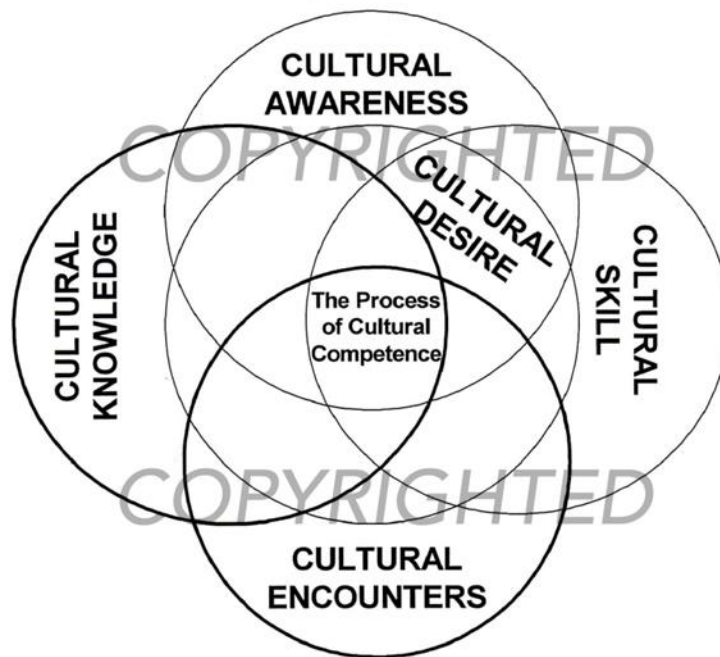 CULTURAL
AWARENESS
COPYRIGHTED
CULTURAL
DESIRE
CULTURAL
KNOWLEDGE
CULTURAL
SKILL
The Process
of Cultural
Competence
COPYRIGHTED
CULTURAL
ENCOUNTERS